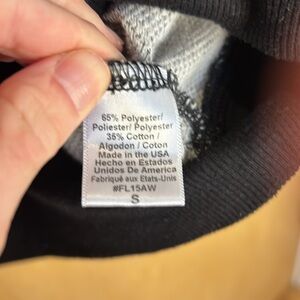 65% Polyester/
Poliester/ Polyester
35% Cotton /
Algodon / Coton
Made in the USA
Hecho en Estados
Unidos De America
Fabriqué aux Etats-Unis
#FL15AW
S